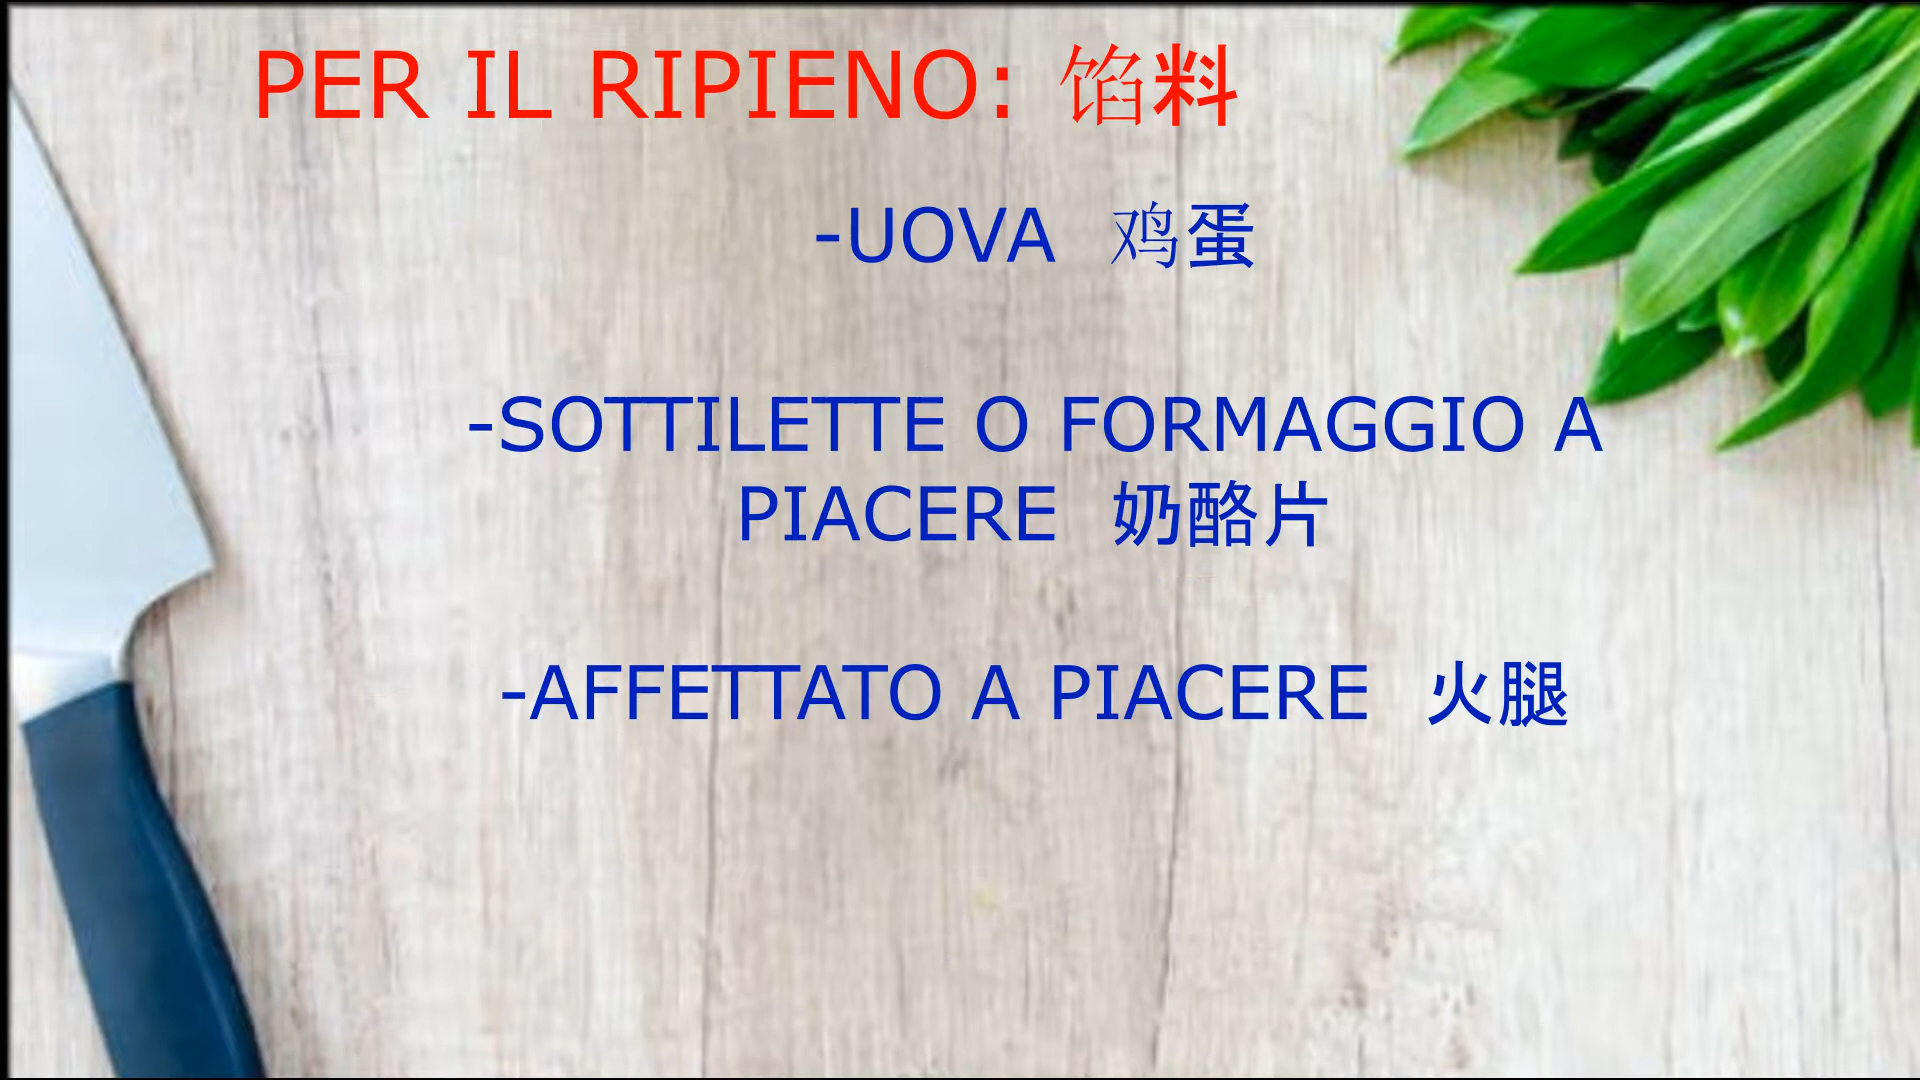 PER IL RIPIENO: 馅料
-UOVA 鸡蛋
-SOTTILETTE O FORMAGGIO A
PIACERE 奶酪片
-AFFETTATO A PIACERE 火腿